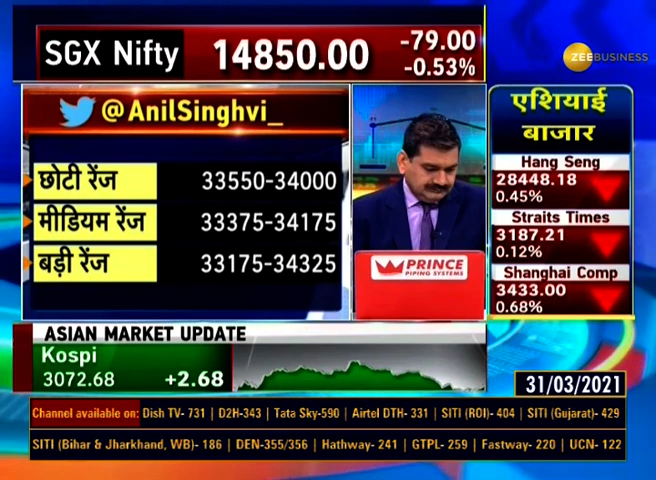 SGX Nifty 14850.00 -79.00
-0.53%
ZEE BUSINESS
@AnilSinghvi_
छोटी रेंज 33550-34000
मीडियम रेंज 33375-34175
बड़ी रेंज 33175-34325
PRINCE
PIPING SYSTEMS
एशियाई
बाजार
Hang Seng
28448.18
0.45%
Straits Times
3187.21
0.12%
Shanghai Comp
3433.00
0.68%
ASIAN MARKET UPDATE
Kospi
3072.68 +2.68
31/03/2021
Channel available on: Dish TV- 731 | D2H-343 | Tata Sky-590 | Airtel DTH- 331 | SITI (ROI)- 404 | SITI (Gujarat)- 429
SITI (Bihar & Jharkhand, WB)- 186 | DEN-355/356 | Hathway- 241 | GTPL- 259 | Fastway- 220 | UCN- 122